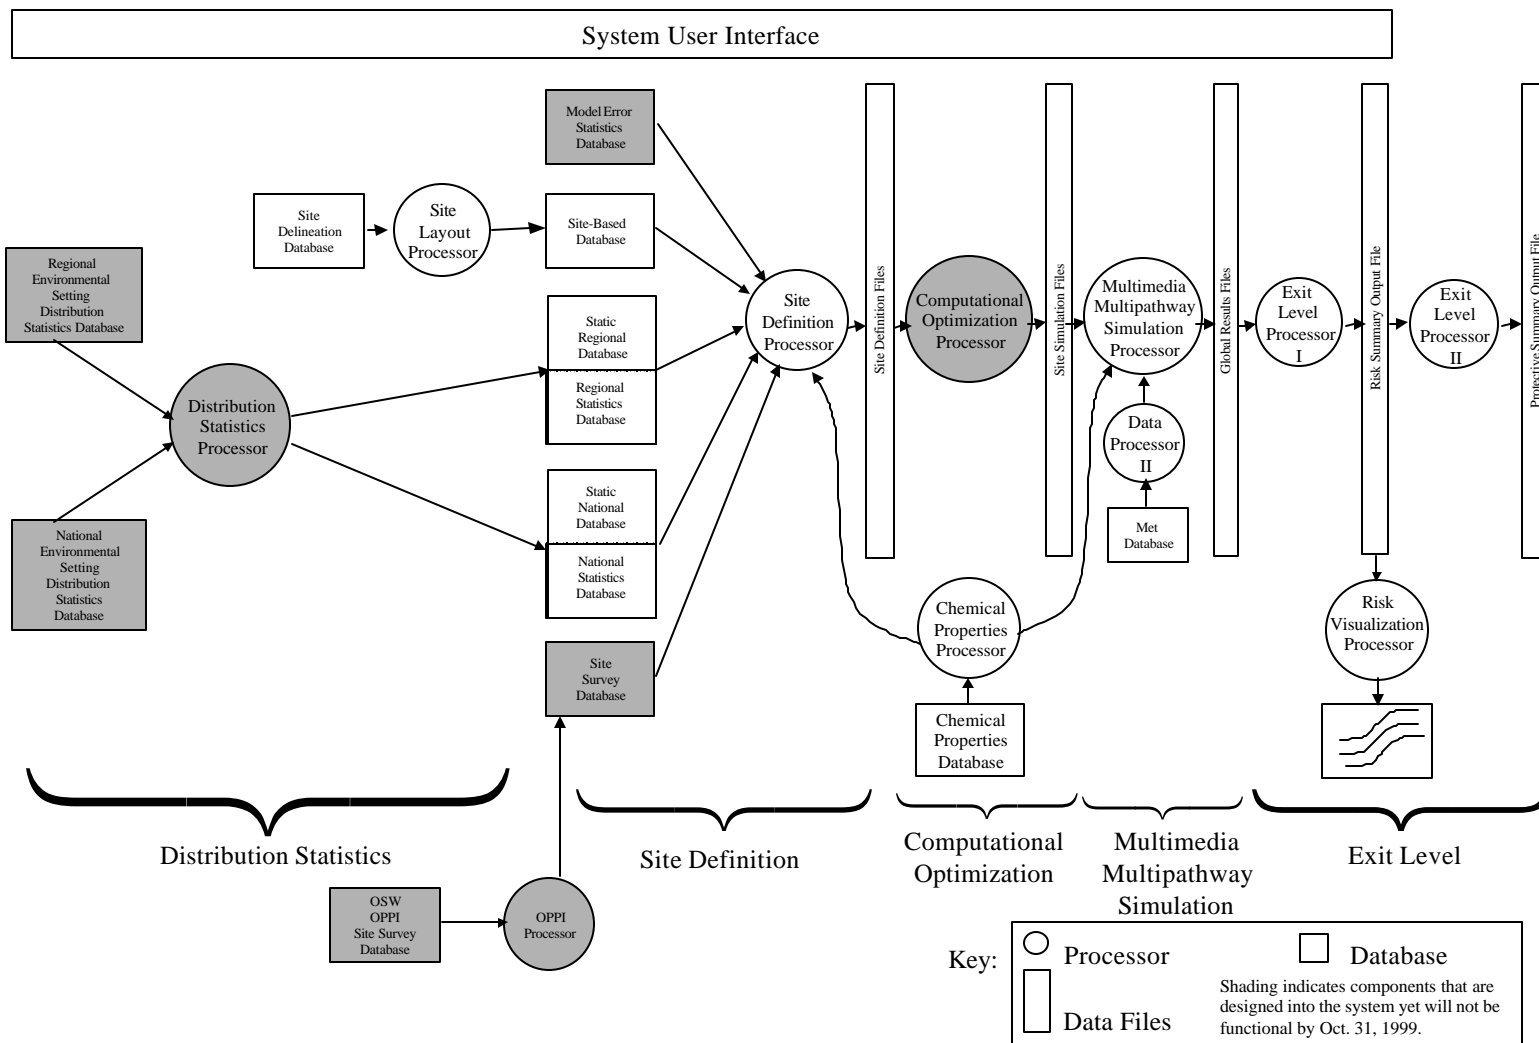 System User Interface
Model Error
Statistics
Database
Site
Delineation
Database
Site
Layout
Processor
Site-Based
Database
Regional
Environmental
Setting
Distribution
Statistics Database
Static
Regional
Database
Regional
Statistics
Database
Distribution
Statistics
Processor
Static
National
Database
National
Statistics
Database
National
Environmental
Setting
Distribution
Statistics
Database
Site
Survey
Database
Site
Definition
Processor
Site Definition Files
Computational
Optimization
Processor
Site Simulation Files
Multimedia
Multipathway
Simulation
Processor
Data
Processor
II
Met
Database
Global Results Files
Exit
Level
Processor
I
Risk Summary Output File
Exit
Level
Processor
II
Protective Summary Output File
Chemical
Properties
Processor
Chemical
Properties
Database
Risk
Visualization
Processor
Distribution Statistics
Site Definition
Computational
Optimization
Multimedia
Multipathway
Simulation
Exit Level
OSW
OPPI
Site Survey
Database
OPPI
Processor
Key:
Processor
Database
Data Files
Shading indicates components that are
designed into the system yet will not be
functional by Oct. 31, 1999.